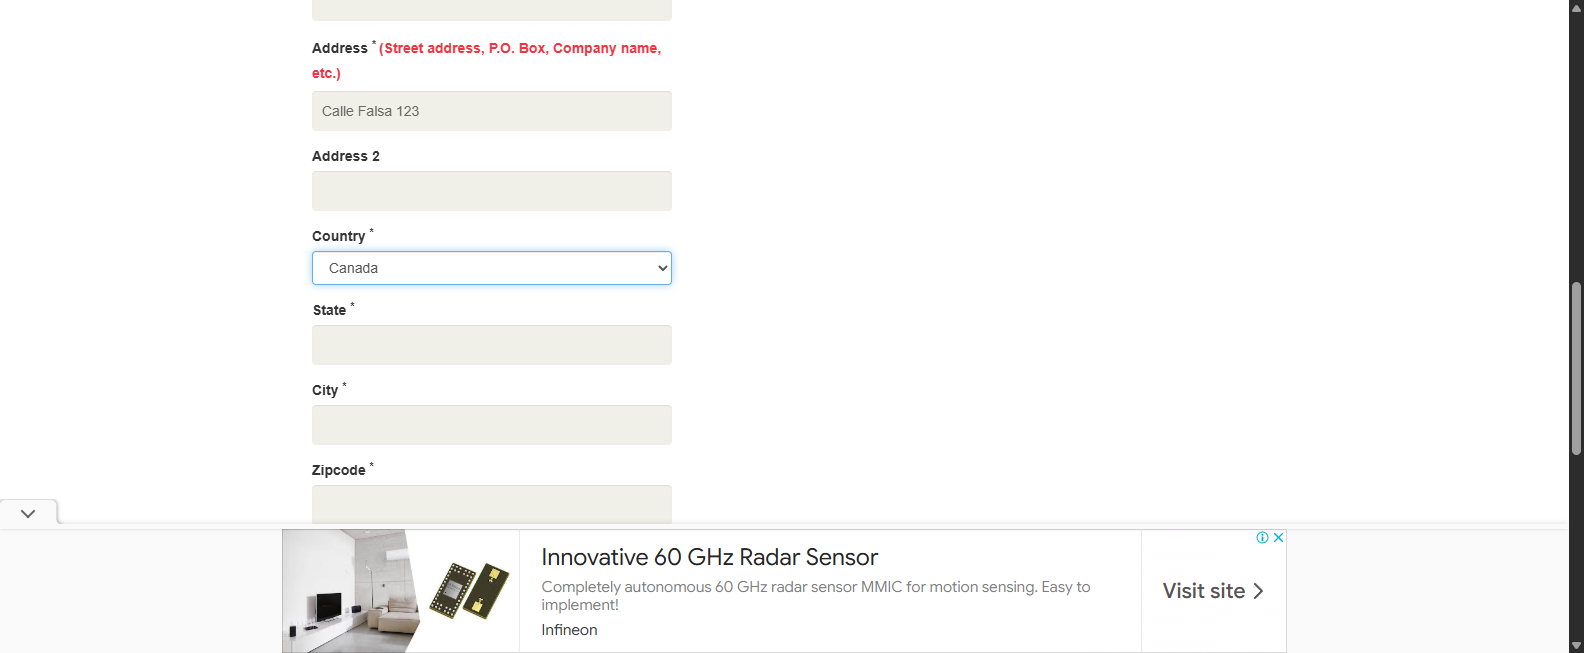 Address * (Street address, P.O. Box, Company name,
etc.)
Calle Falsa 123
Address 2
Country *
Canada
State *
City *
Zipcode *
Innovative 60 GHz Radar Sensor
Completely autonomous 60 GHz radar sensor MMIC for motion sensing. Easy to
implement!
Infineon
Visit site